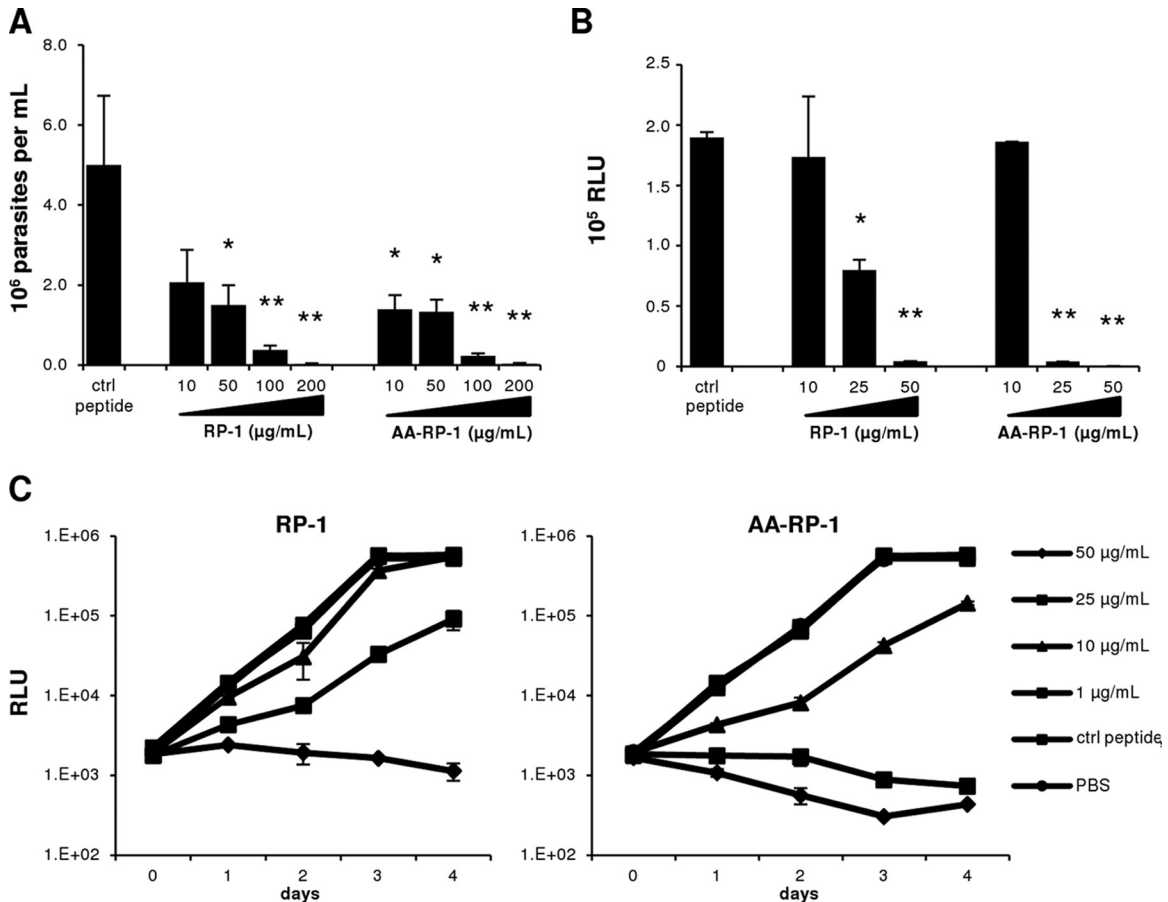 A
8.0
6.0
4.0
2.0
0.0
10⁶ parasites per mL
*
**
**
*
*
**
**
ctrl
peptide
10 50 100 200
10 50 100 200
RP-1 (µg/mL)
AA-RP-1 (µg/mL)
B
2.5
2.0
1.5
1.0
0.5
0
10⁵ RLU
*
**
**
**
ctrl
peptide
10 25 50
10 25 50
RP-1 (µg/mL)
AA-RP-1 (µg/mL)
C
RP-1
1.E+06
1.E+05
1.E+04
1.E+03
1.E+02
RLU
0 1 2 3 4
days
AA-RP-1
1.E+06
1.E+05
1.E+04
1.E+03
1.E+02
0 1 2 3 4
days
50 µg/mL
25 µg/mL
10 µg/mL
1 µg/mL
ctrl peptide
PBS